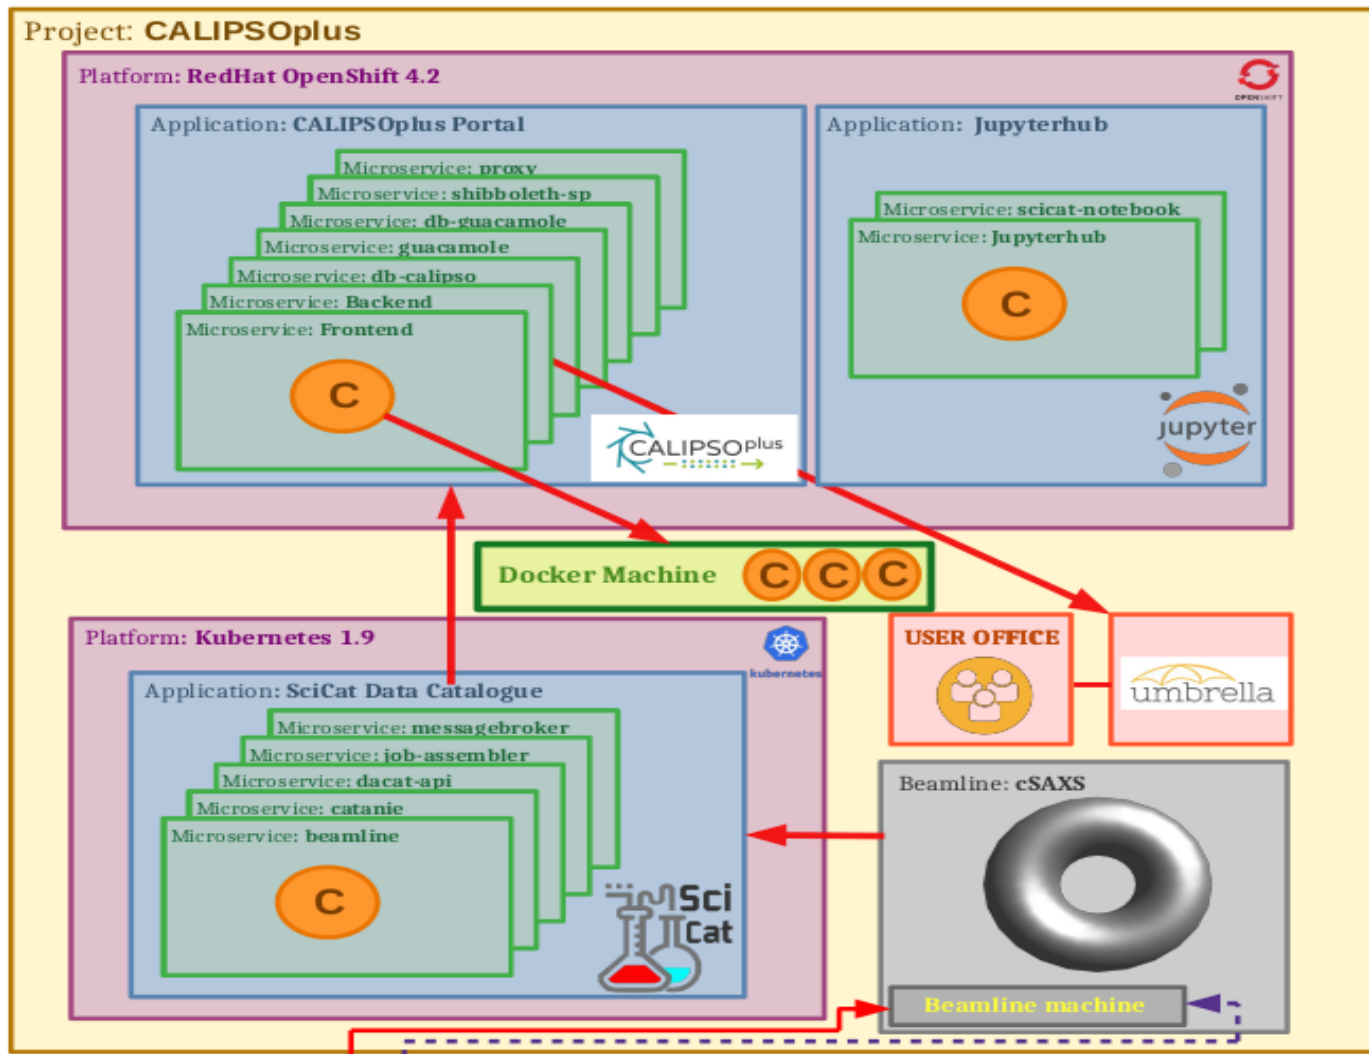 Project: CALIPSOplus
Platform: RedHat OpenShift 4.2
OPENSHIFT
Application: CALIPSOplus Portal
Microservice: proxy
Microservice: shibboleth-sp
Microservice: db-guacamole
Microservice: guacamole
Microservice: db-calipso
Microservice: Backend
Microservice: Frontend
C
CALIPSOplus
Application: Jupyterhub
Microservice: scicat-notebook
Microservice: Jupyterhub
C
jupyter
Docker Machine C C C
Platform: Kubernetes 1.9
kubernetes
Application: SciCat Data Catalogue
Microservice: messagebroker
Microservice: job-assembler
Microservice: dacat-api
Microservice: catanie
Microservice: beamline
C
Sci
Cat
USER OFFICE
umbrella
Beamline: cSAXS
Beamline machine